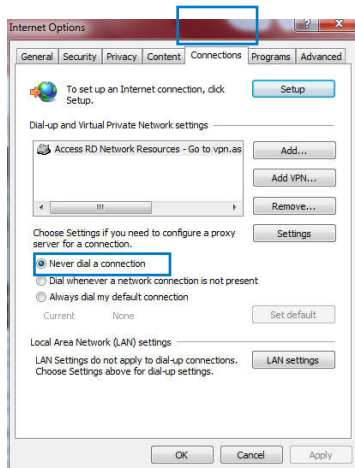 Internet Options
General Security Privacy Content Connections Programs Advanced
To set up an Internet connection, click
Setup.
Setup
Dial-up and Virtual Private Network settings
Access RD Network Resources - Go to vpn.as
Add...
Add VPN...
Remove...
Choose Settings if you need to configure a proxy
server for a connection.
Settings
Never dial a connection
Dial whenever a network connection is not present
Always dial my default connection
Current None
Set default
Local Area Network (LAN) settings
LAN Settings do not apply to dial-up connections.
Choose Settings above for dial-up settings.
LAN settings
OK Cancel Apply